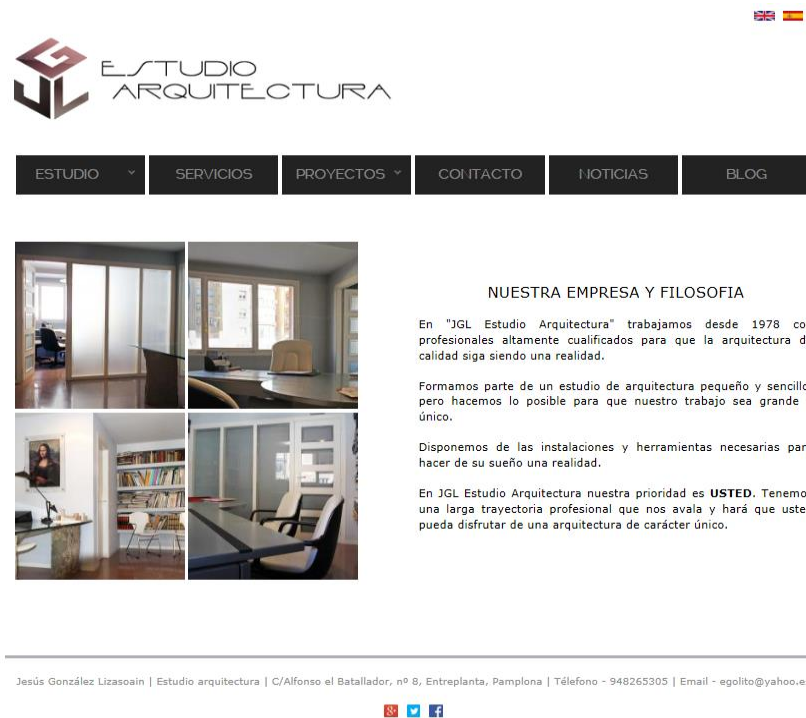 JGL
ESTUDIO
ARQUITECTURA
ESTUDIO SERVICIOS PROYECTOS CONTACTO NOTICIAS BLOG
NUESTRA EMPRESA Y FILOSOFIA
En "JGL Estudio Arquitectura" trabajamos desde 1978 co
profesionales altamente cualificados para que la arquitectura d
calidad siga siendo una realidad.
Formamos parte de un estudio de arquitectura pequeño y sencillo
pero hacemos lo posible para que nuestro trabajo sea grande
único.
Disponemos de las instalaciones y herramientas necesarias par
hacer de su sueño una realidad.
En JGL Estudio Arquitectura nuestra prioridad es USTED. Tenemo
una larga trayectoria profesional que nos avala y hará que uste
pueda disfrutar de una arquitectura de carácter único.
Jesús González Lizasoain | Estudio arquitectura | C/Alfonso el Batallador, nº 8, Entreplanta, Pamplona | Télefono - 948265305 | Email - egolito@yahoo.e